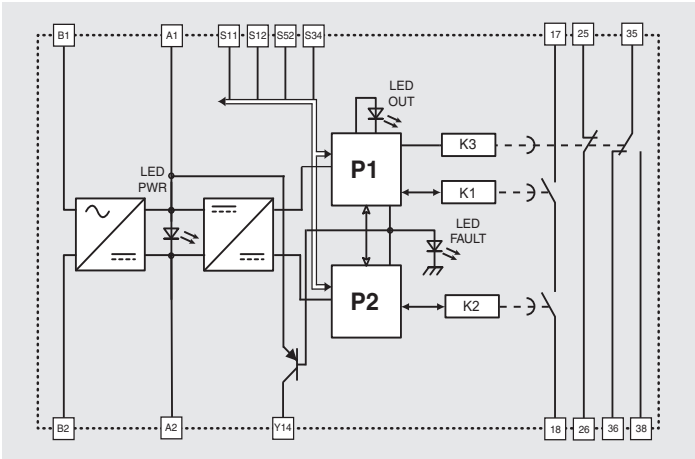 B1
A1
S11
S12
S52
S34
17
25
35
LED
OUT
P1
K3
LED
PWR
K1
LED
FAULT
P2
K2
B2
A2
Y14
18
26
36
38